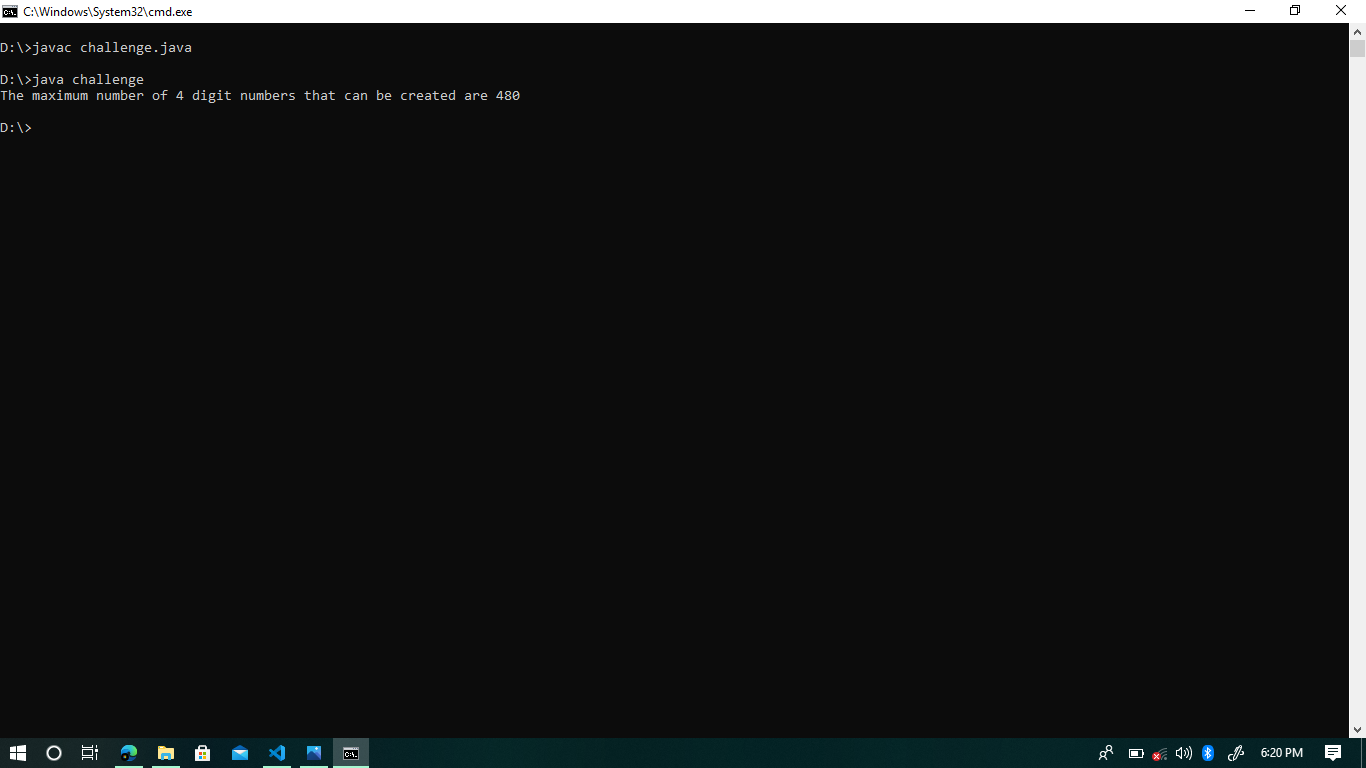 C:\Windows\System32\cmd.exe
D:\>javac challenge.java
D:\>java challenge
The maximum number of 4 digit numbers that can be created are 480
D:\>
6:20 PM